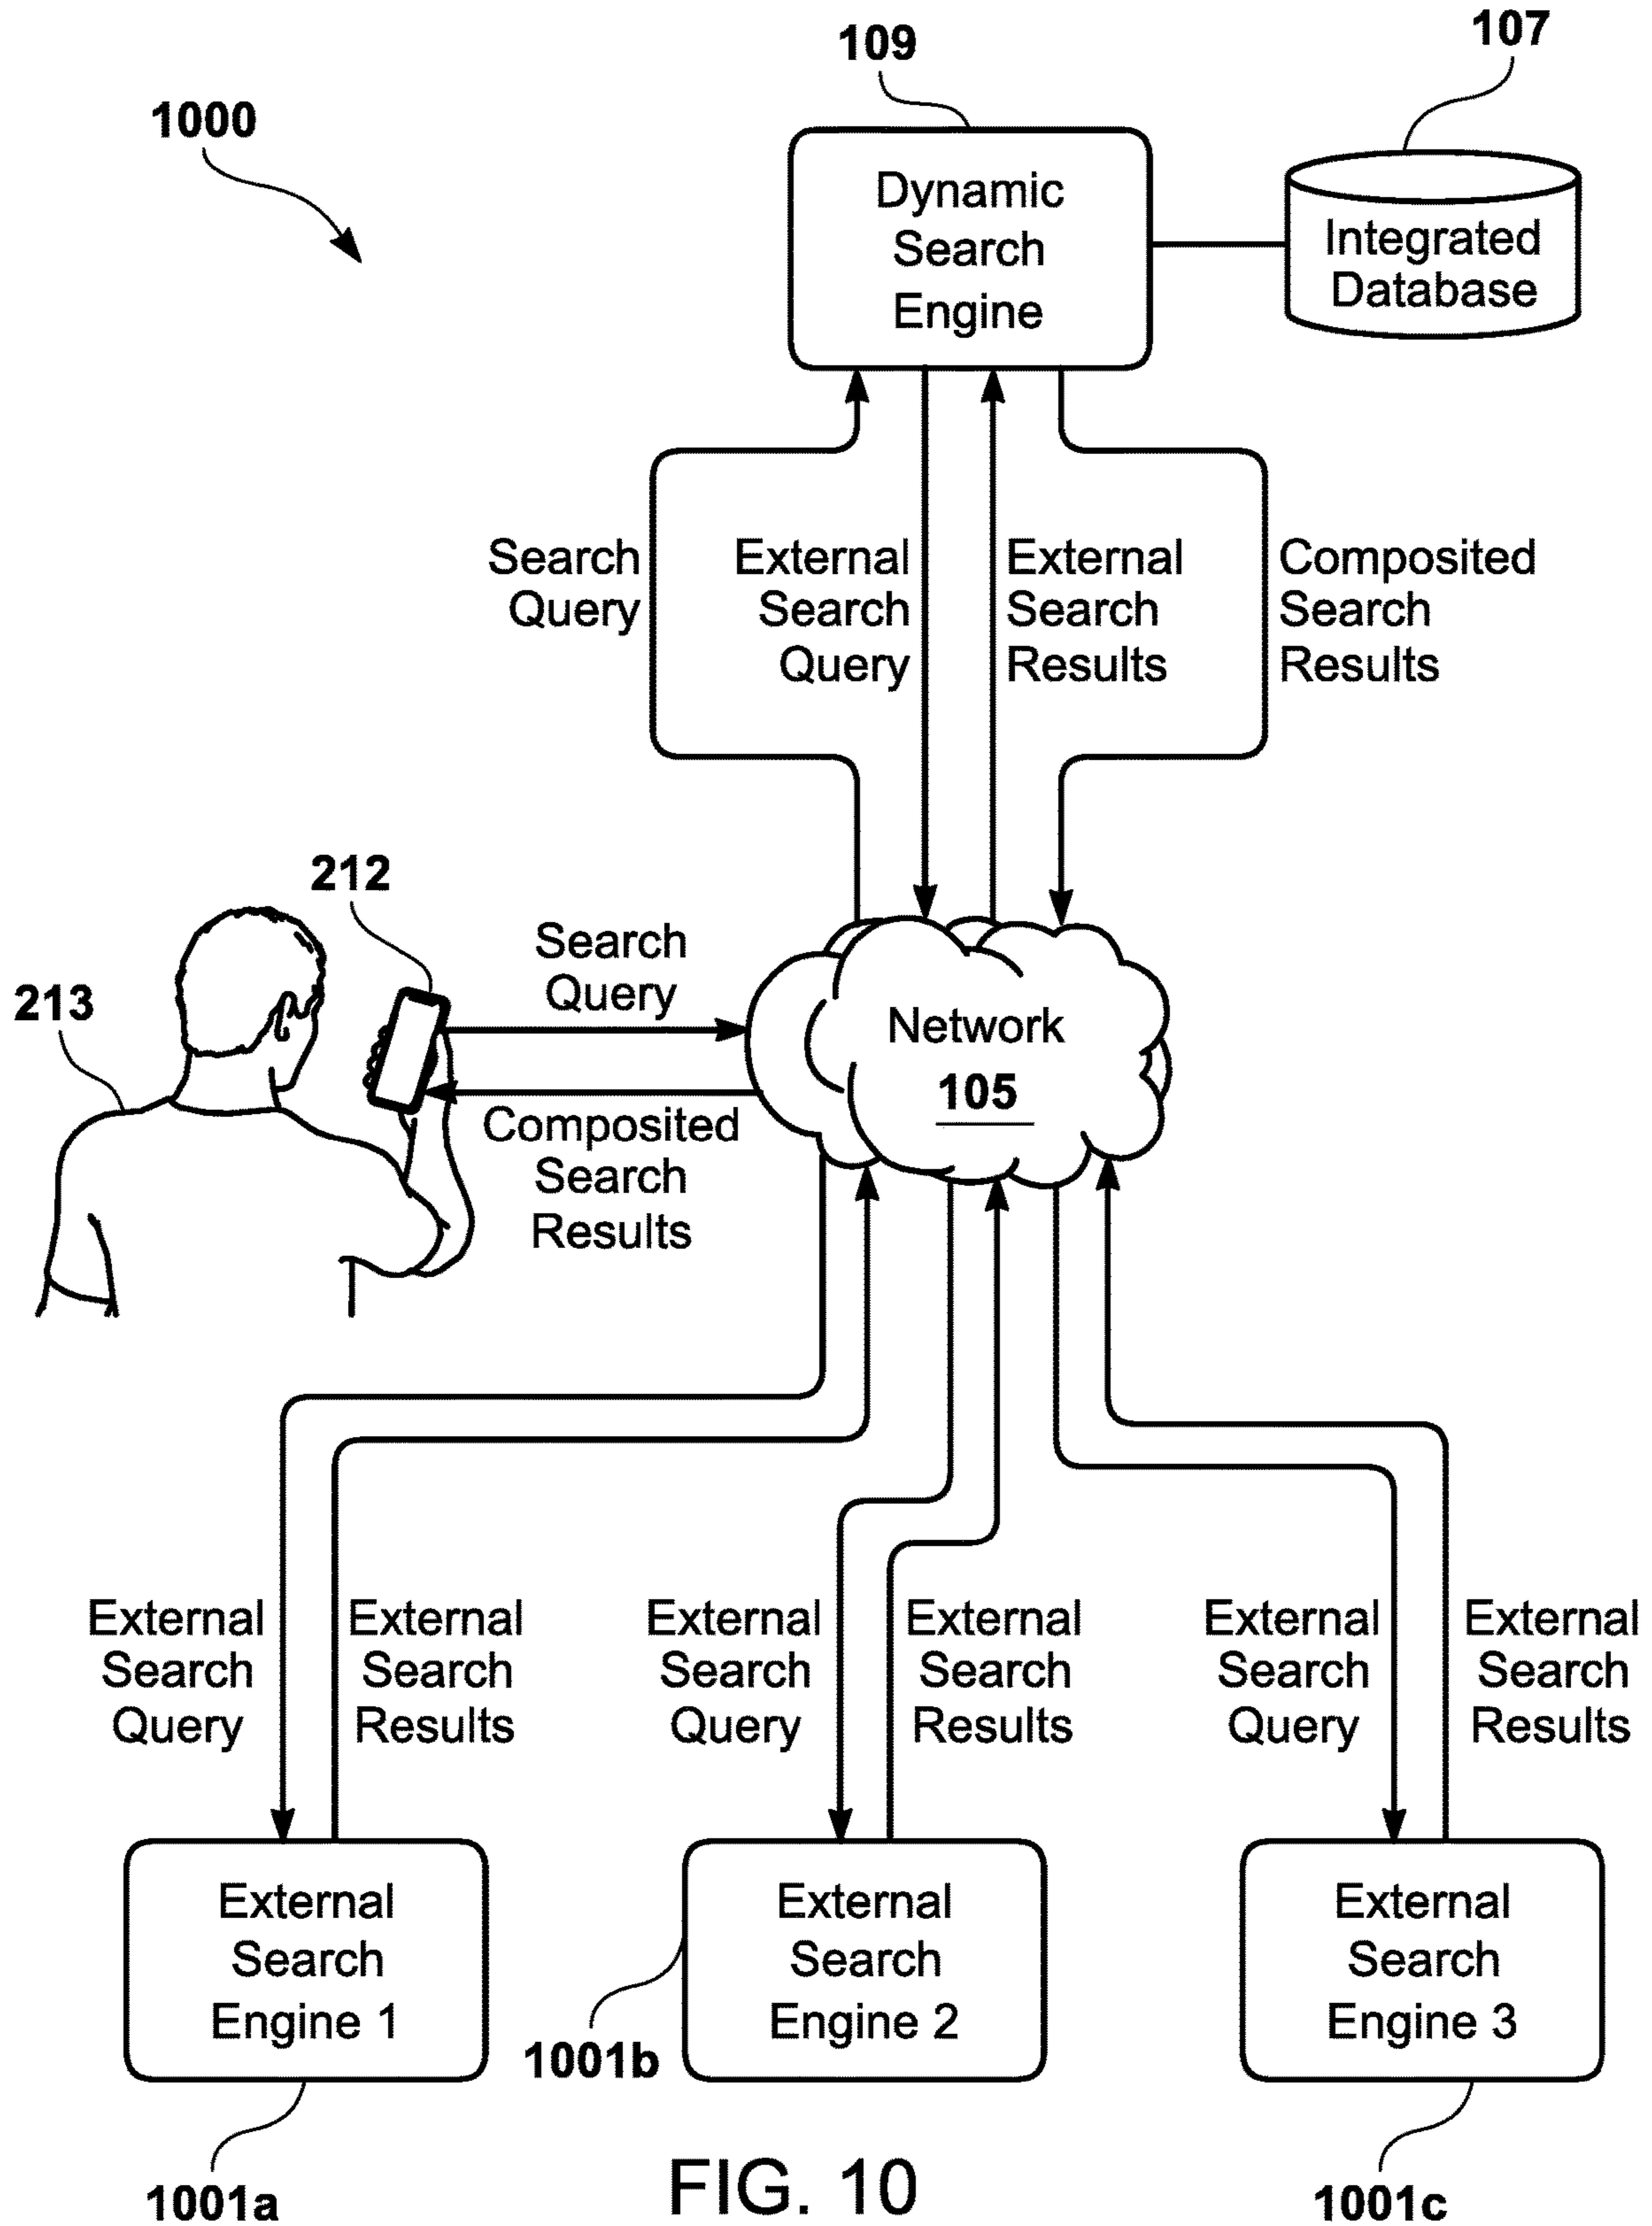 109
107
1000
Dynamic
Search
Engine
Integrated
Database
Search
Query
External
Search
Query
External
Search
Results
Composited
Search
Results
212
213
Search
Query
Network
105
Composited
Search
Results
External
Search
Query
External
Search
Results
External
Search
Query
External
Search
Results
External
Search
Query
External
Search
Results
External
Search
Engine 1
External
Search
Engine 2
External
Search
Engine 3
1001a
1001b
1001c
FIG. 10